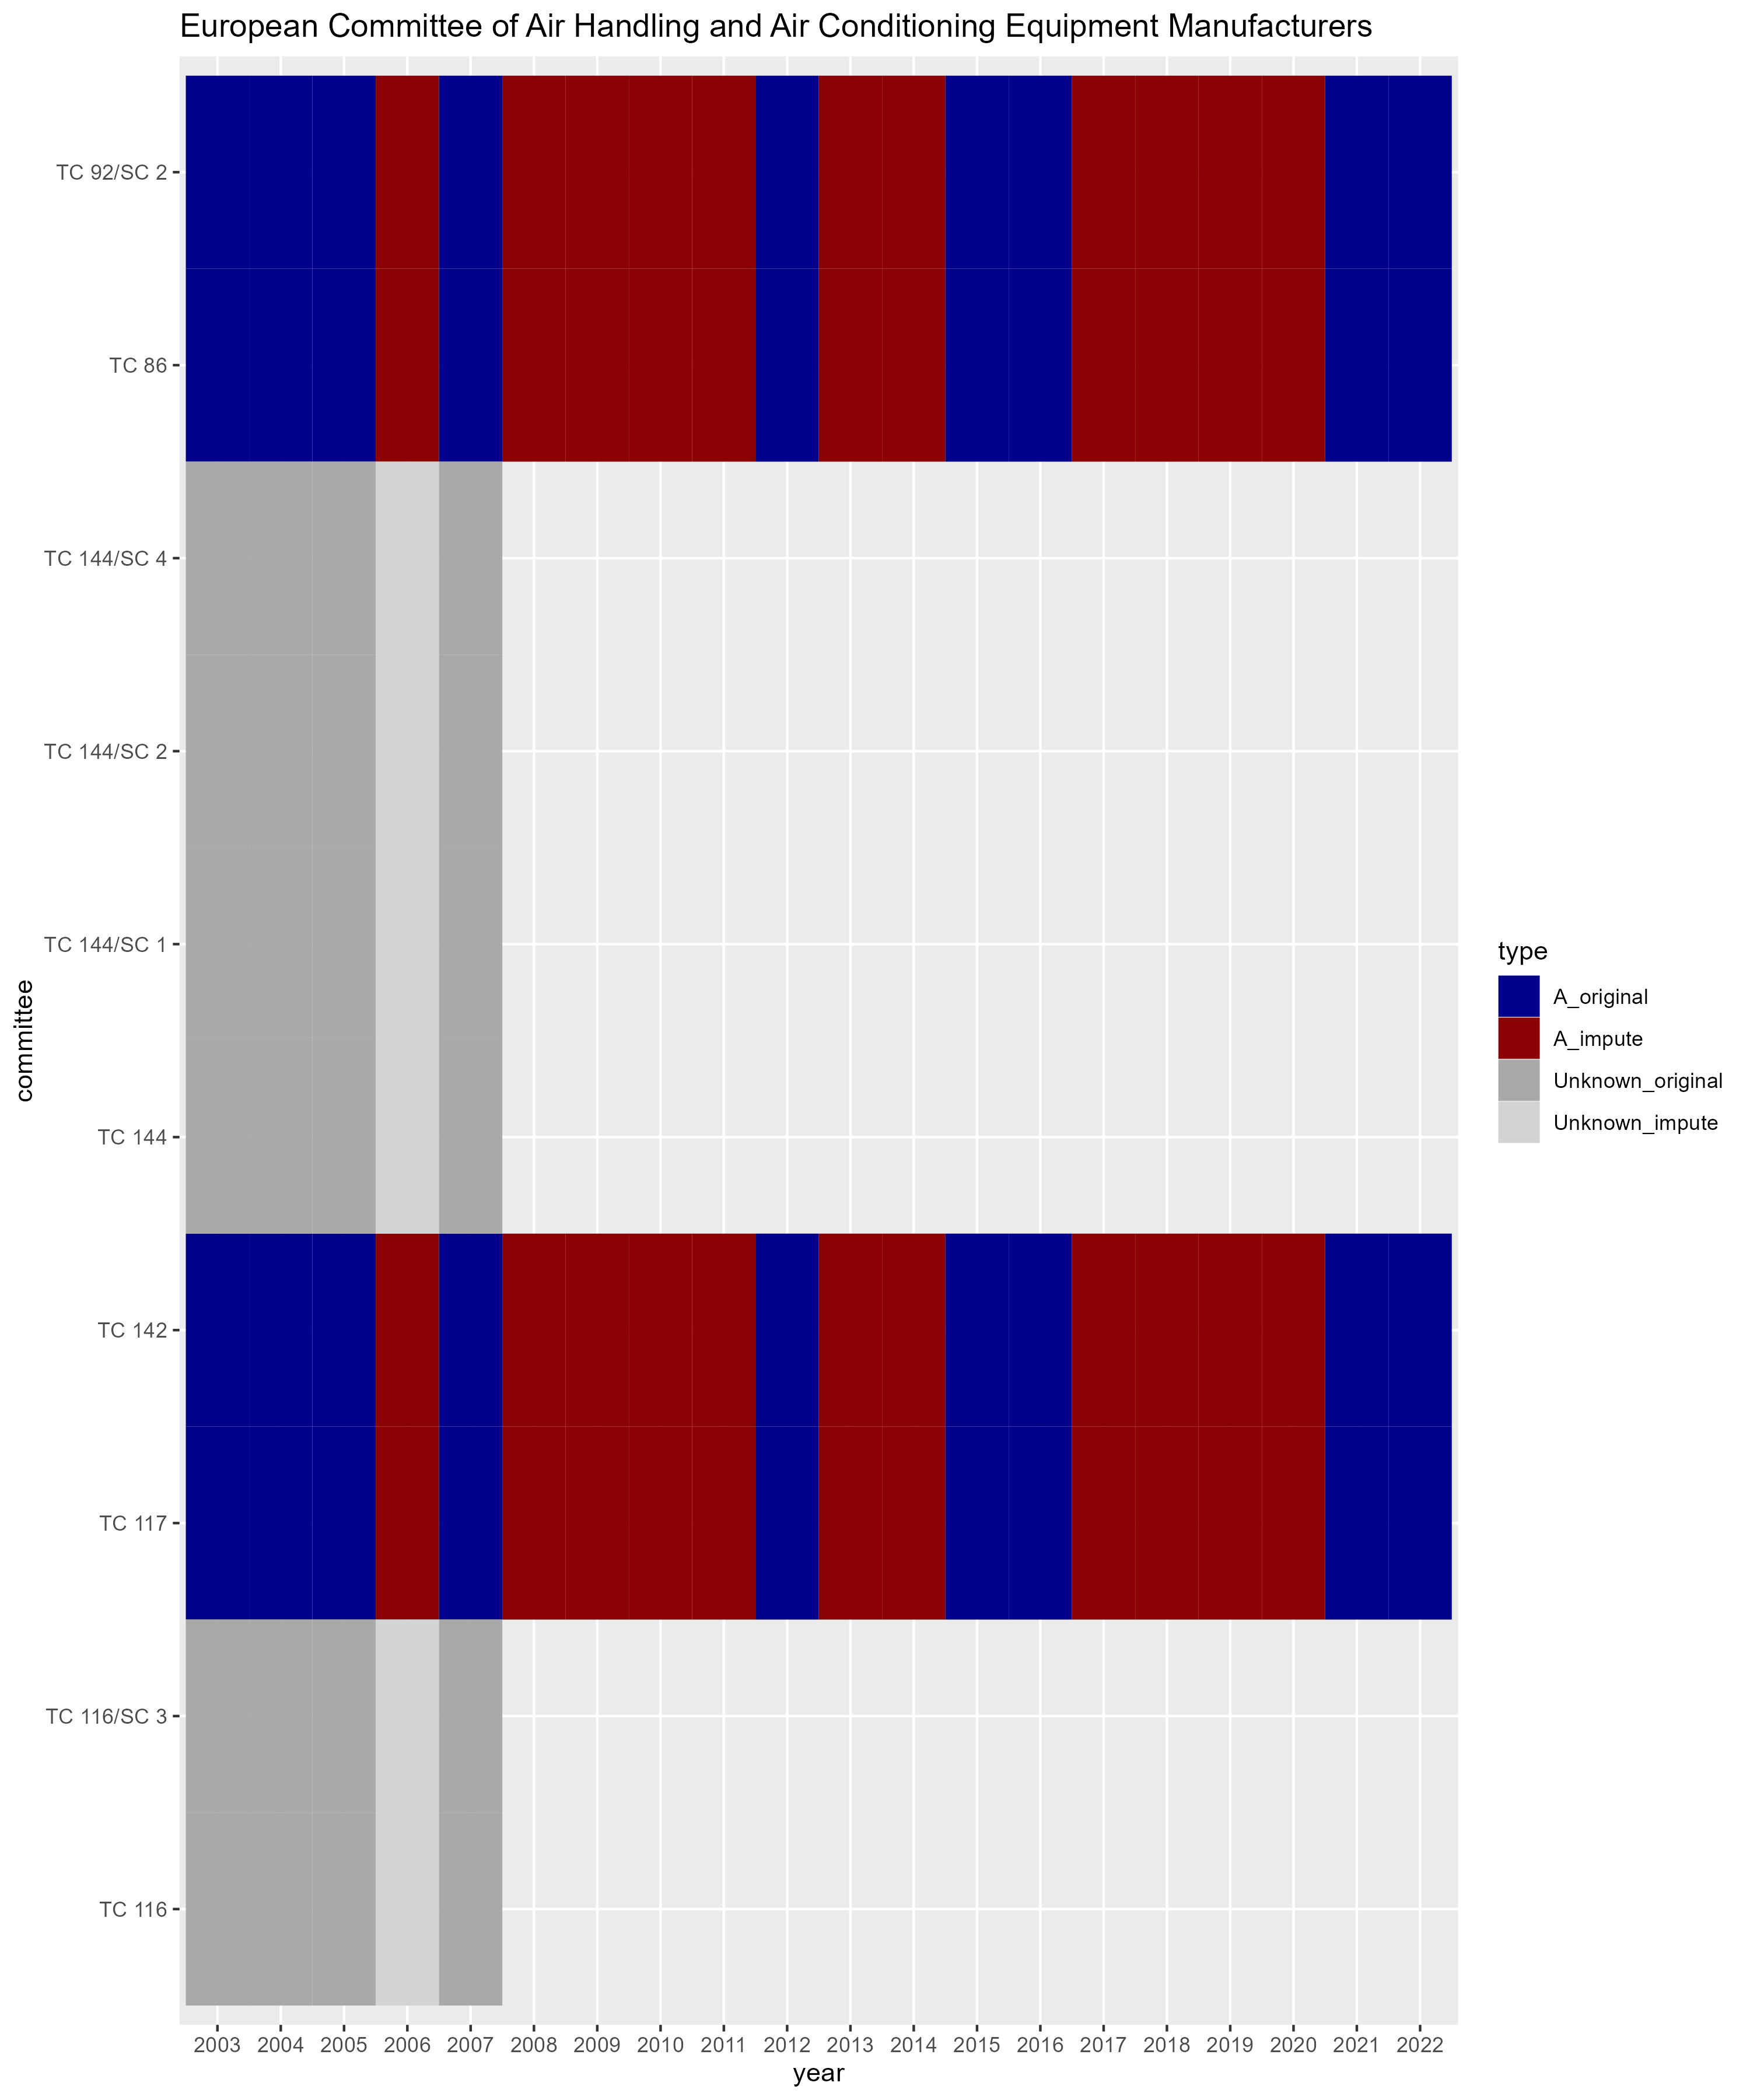 European Committee of Air Handling and Air Conditioning Equipment Manufacturers
TC 92/SC 2
TC 86
TC 144/SC 4
TC 144/SC 2
TC 144/SC 1
TC 144
TC 142
TC 117
TC 116/SC 3
TC 116
committee
2003 2004 2005 2006 2007 2008 2009 2010 2011 2012 2013 2014 2015 2016 2017 2018 2019 2020 2021 2022
year
type
A_original
A_impute
Unknown_original
Unknown_impute